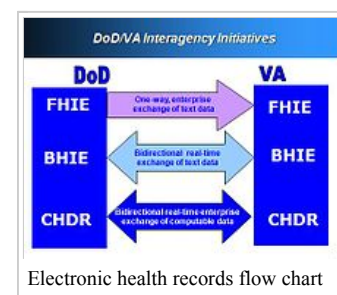 DoD/VA Interagency Initiatives
DoD
VA
FHIE
One-way, enterprise
exchange of text data
FHIE
BHIE
Bidirectional real-time
exchange of text data
BHIE
CHDR
Bidirectional real-time enterprise
exchange of computable data
CHDR
Electronic health records flow chart